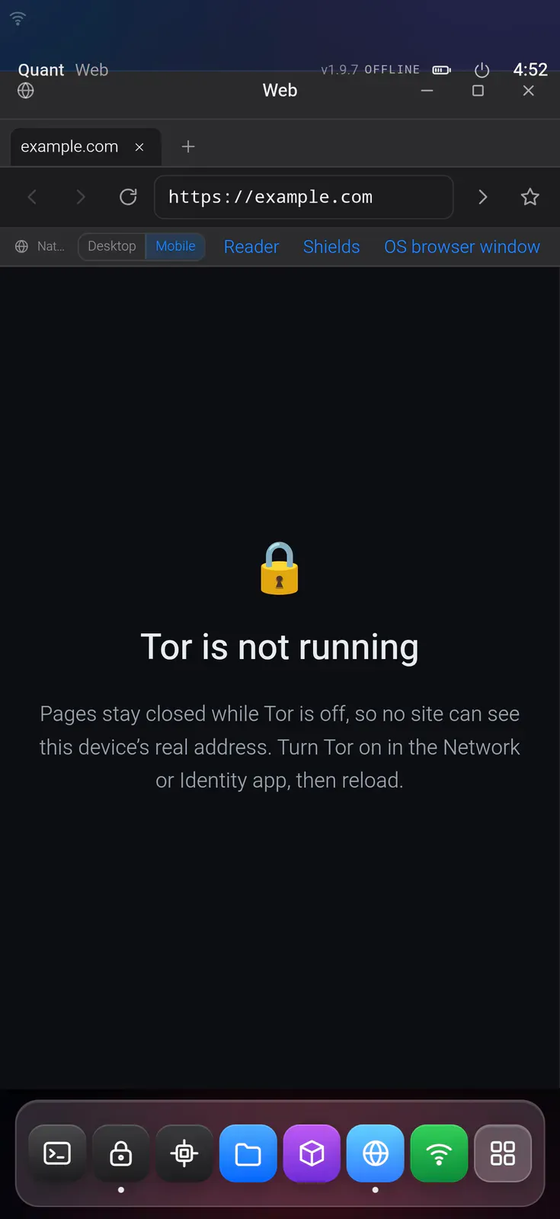 Quant Web v1.9.7 OFFLINE 4:52
Web
example.com
https://example.com
Nat… Desktop Mobile Reader Shields OS browser window
Tor is not running
Pages stay closed while Tor is off, so no site can see
this device’s real address. Turn Tor on in the Network
or Identity app, then reload.